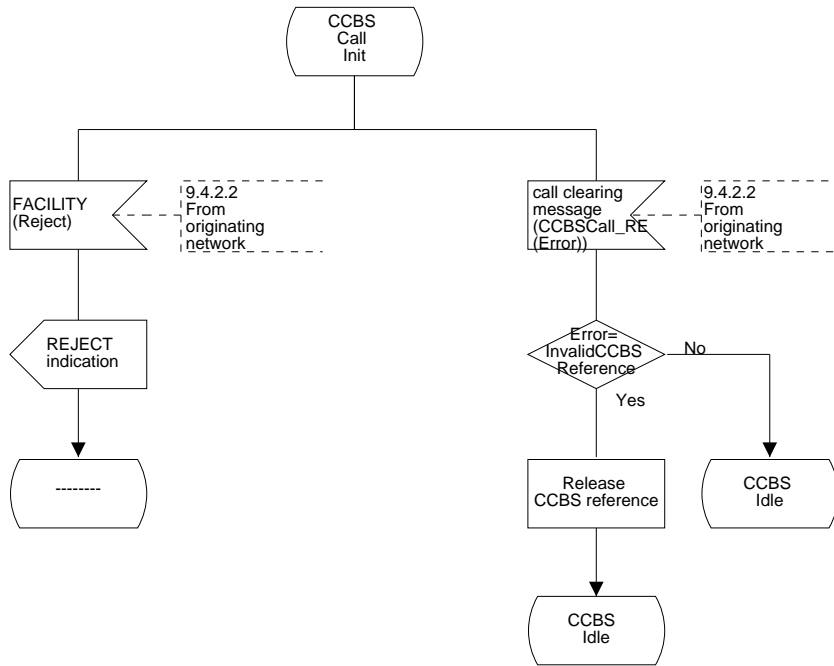 CCBS
Call
Init
FACILITY
(Reject)
9.4.2.2
From
originating
network
call clearing
message
(CCBSCall_RE
(Error))
9.4.2.2
From
originating
network
REJECT
indication
Error=
InvalidCCBS
Reference
No
Yes
--------
Release
CCBS reference
CCBS
Idle
CCBS
Idle